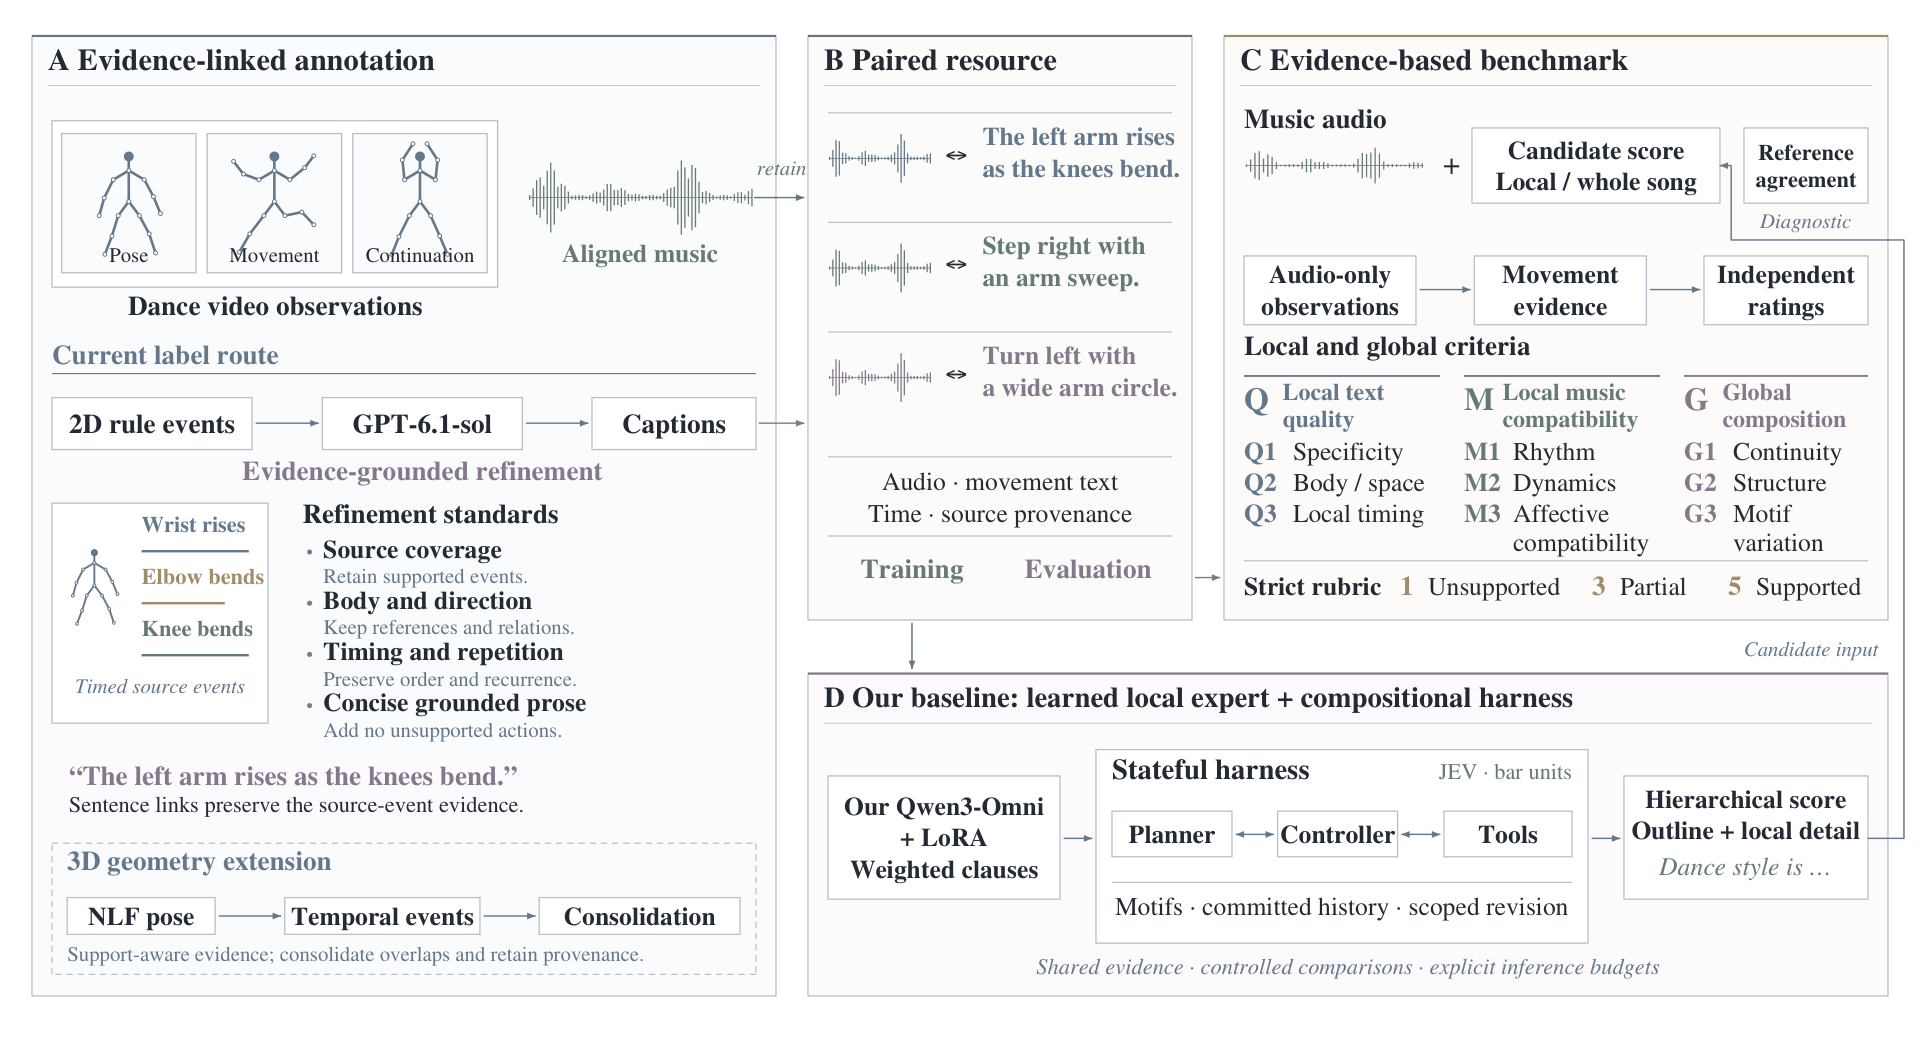 A Evidence-linked annotation
Pose
Movement
Continuation
Dance video observations
Aligned music
retain
Current label route
2D rule events
GPT-6.1-sol
Captions
Evidence-grounded refinement
Wrist rises
Elbow bends
Knee bends
Timed source events
Refinement standards
• Source coverage
Retain supported events.
• Body and direction
Keep references and relations.
• Timing and repetition
Preserve order and recurrence.
• Concise grounded prose
Add no unsupported actions.
“The left arm rises as the knees bend.”
Sentence links preserve the source-event evidence.
3D geometry extension
NLF pose
Temporal events
Consolidation
Support-aware evidence; consolidate overlaps and retain provenance.
B Paired resource
The left arm rises
as the knees bend.
Step right with
an arm sweep.
Turn left with
a wide arm circle.
Audio · movement text
Time · source provenance
Training
Evaluation
C Evidence-based benchmark
Music audio
+
Candidate score
Local / whole song
Reference
agreement
Diagnostic
Audio-only
observations
Movement
evidence
Independent
ratings
Local and global criteria
Q Local text
quality
Q1 Specificity
Q2 Body / space
Q3 Local timing
M Local music
compatibility
M1 Rhythm
M2 Dynamics
M3 Affective
compatibility
G Global
composition
G1 Continuity
G2 Structure
G3 Motif
variation
Strict rubric 1 Unsupported 3 Partial 5 Supported
Candidate input
D Our baseline: learned local expert + compositional harness
Our Qwen3-Omni
+ LoRA
Weighted clauses
Stateful harness
JEV · bar units
Planner
Controller
Tools
Motifs · committed history · scoped revision
Hierarchical score
Outline + local detail
Dance style is …
Shared evidence · controlled comparisons · explicit inference budgets